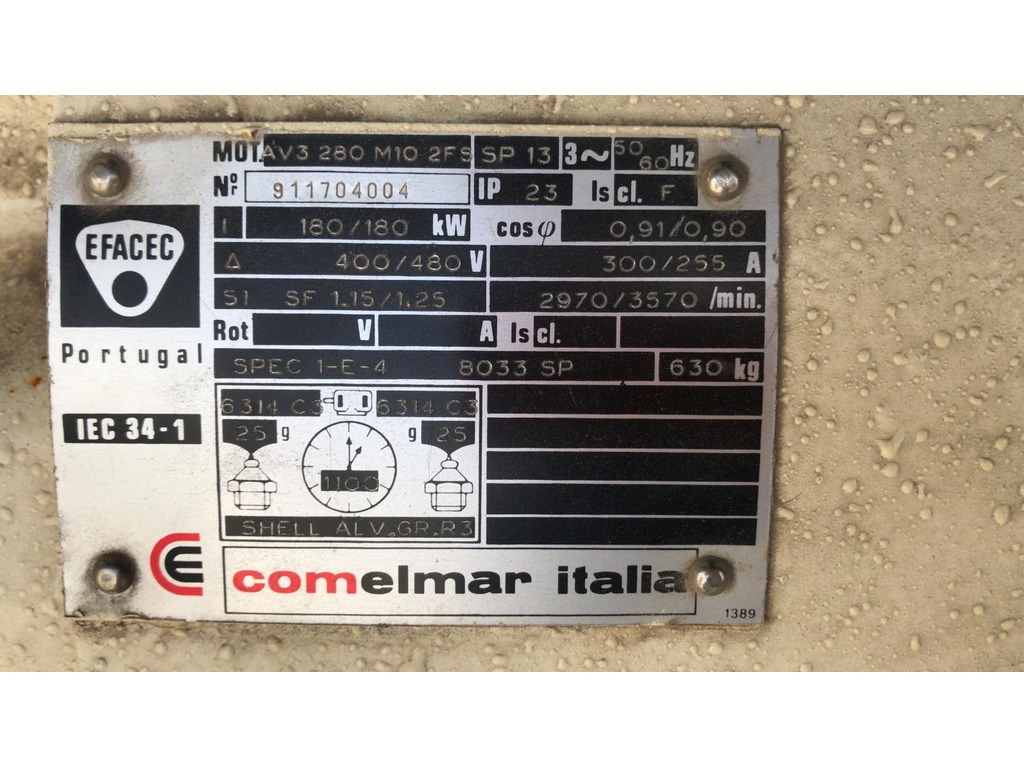 MOT. AV3 280 M10 2FS SP 13 3~ 50 60 Hz
Nor 911704004 IP 23 Is cl. F
EFACEC
Portugal
IEC 34-1
I 180/180 kW cos φ 0,91/0,90
Δ 400/480 V 300/255 A
S1 SF 1.15/1.25 2970/3570 /min.
Rot V A Is cl.
SPEC 1-E-4 8033 SP 630 kg
6314 C3 6314 C3
25 g g 25
1100
SHELL ALV.GR.R3
CE comelmar italia
1389